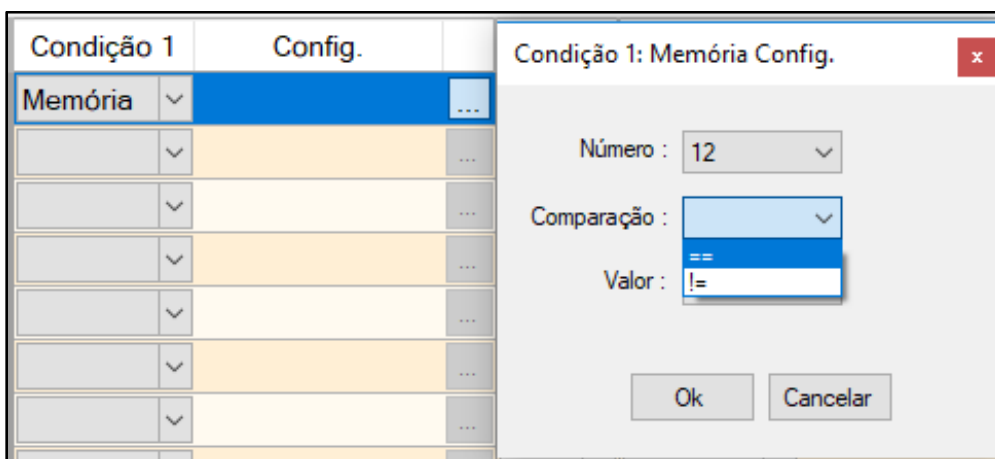 Condição 1 Config.
Memória ...
...
...
...
...
...
...
Condição 1: Memória Config. x
Número : 12
Comparação :
==
Valor : !=
Ok Cancelar